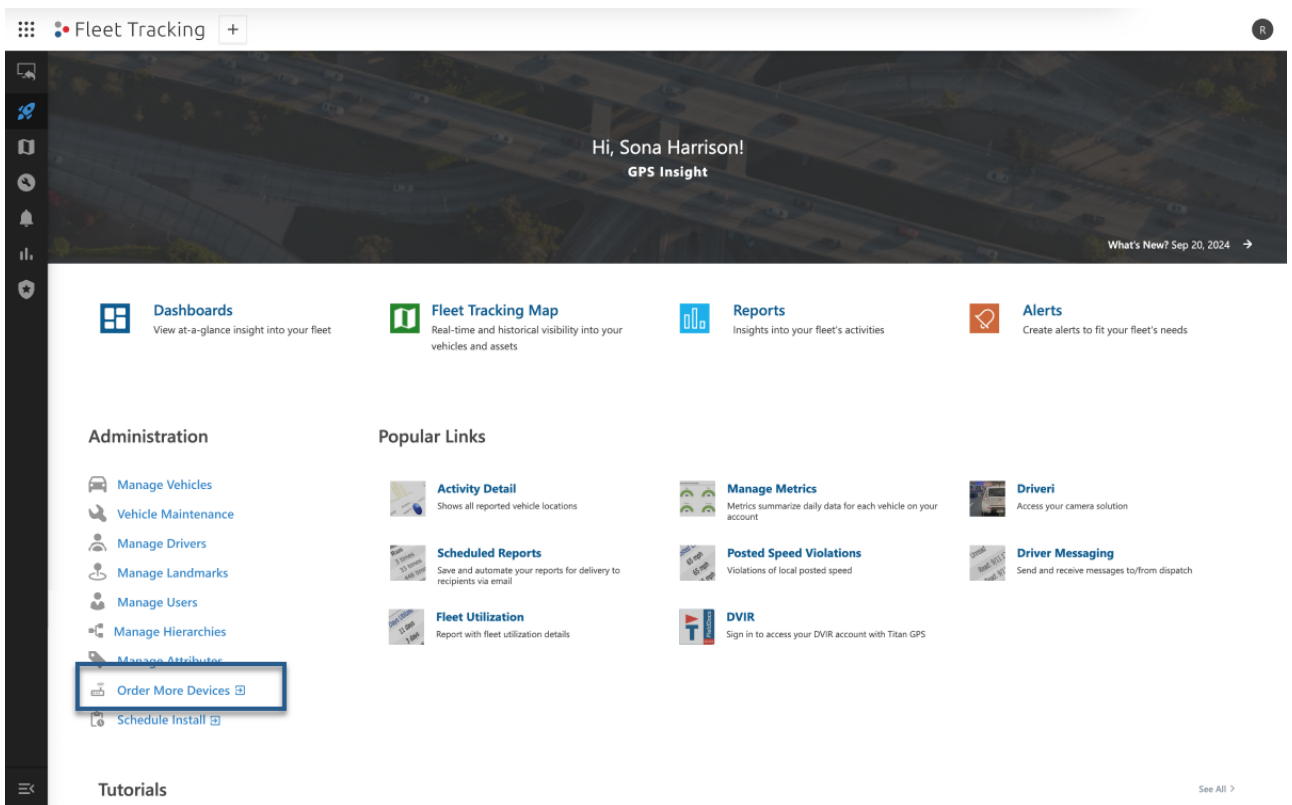 Fleet Tracking +
R
Hi, Sona Harrison!
GPS Insight
What's New? Sep 20, 2024
Dashboards
View at-a-glance insight into your fleet
Fleet Tracking Map
Real-time and historical visibility into your
vehicles and assets
Reports
Insights into your fleet's activities
Alerts
Create alerts to fit your fleet's needs
Administration
Manage Vehicles
Vehicle Maintenance
Manage Drivers
Manage Landmarks
Manage Users
Manage Hierarchies
Manage Attributes
Order More Devices
Schedule Install
Popular Links
Activity Detail
Shows all reported vehicle locations
Manage Metrics
Metrics summarize daily data for each vehicle on your
account
Driveri
Access your camera solution
Scheduled Reports
Save and automate your reports for delivery to
recipients via email
Posted Speed Violations
Violations of local posted speed
Driver Messaging
Send and receive messages to/from dispatch
Fleet Utilization
Report with fleet utilization details
DVIR
Sign in to access your DVIR account with Titan GPS
Tutorials
See All